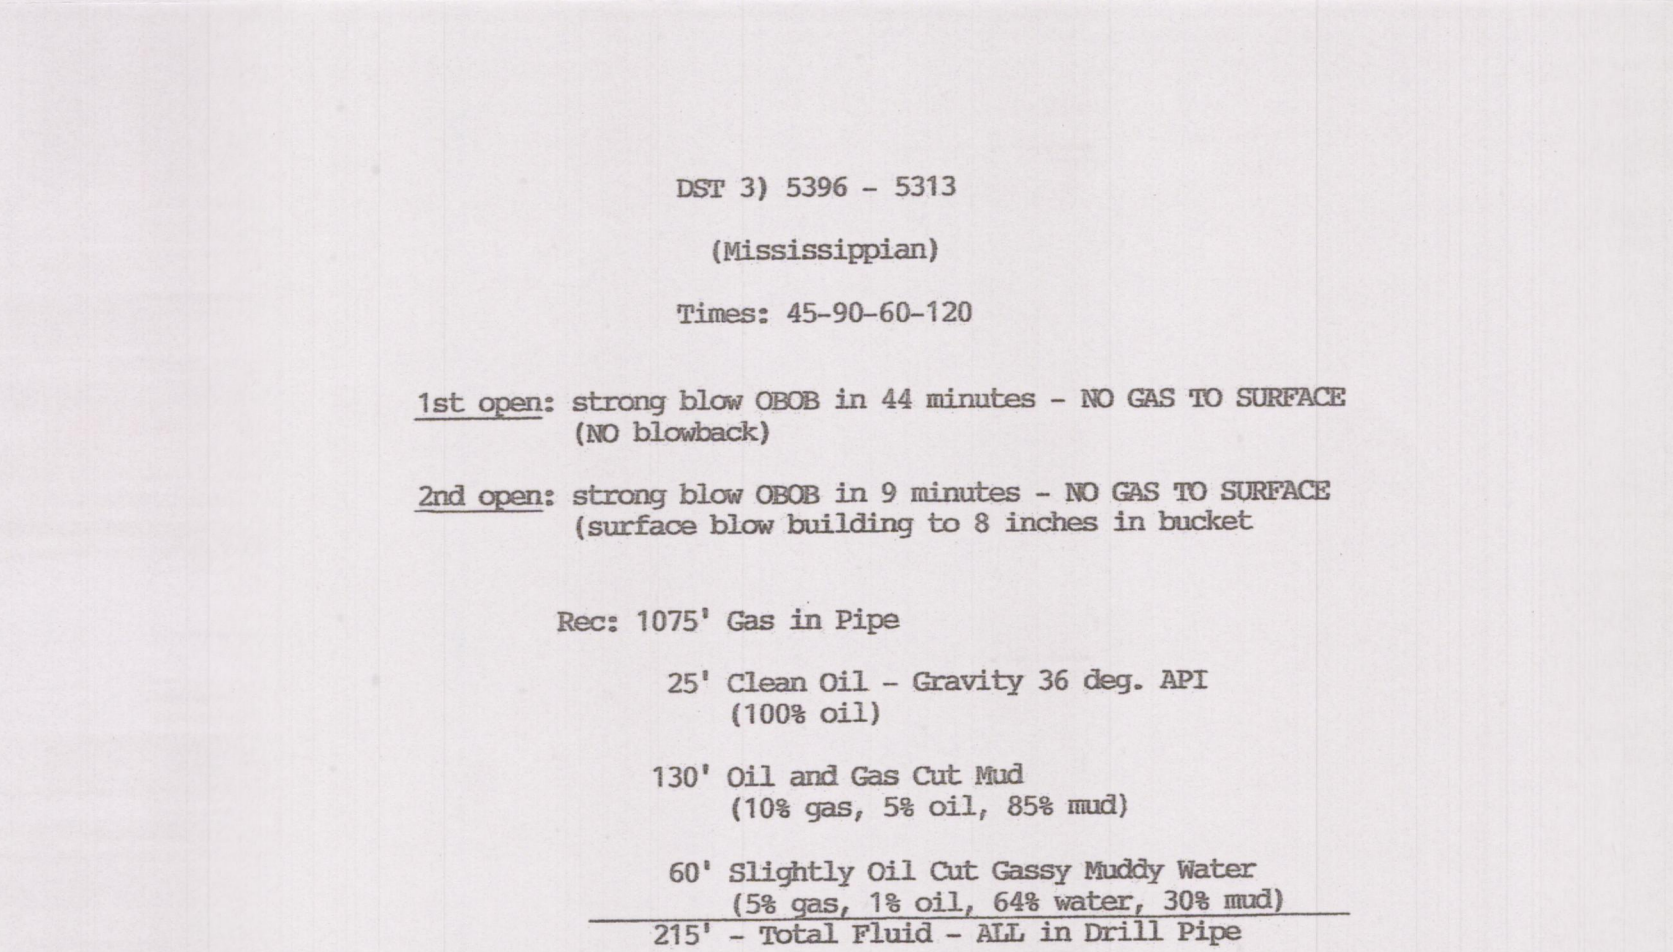 DST 3) 5396 - 5313
(Mississippian)
Times: 45-90-60-120
1st open: strong blow OBOB in 44 minutes - NO GAS TO SURFACE
(NO blowback)
2nd open: strong blow OBOB in 9 minutes - NO GAS TO SURFACE
(surface blow building to 8 inches in bucket
Rec: 1075' Gas in Pipe
25' Clean Oil - Gravity 36 deg. API
(100% oil)
130' Oil and Gas Cut Mud
(10% gas, 5% oil, 85% mud)
60' Slightly Oil Cut Gassy Muddy Water
(5% gas, 1% oil, 64% water, 30% mud)
215' - Total Fluid - ALL in Drill Pipe